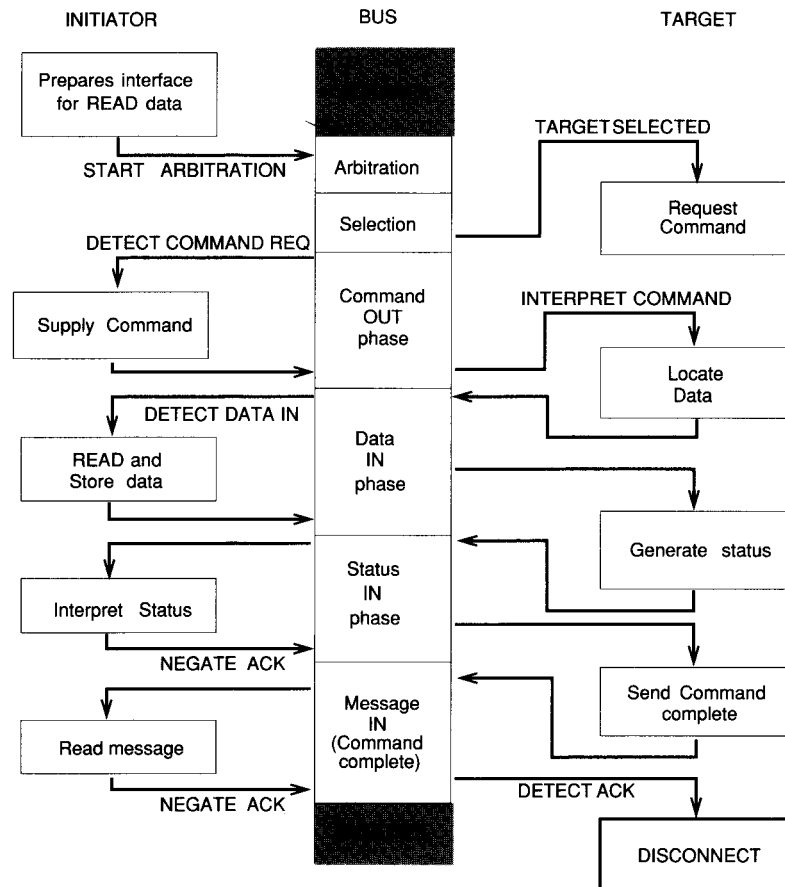 INITIATOR
BUS
TARGET
Prepares interface
for READ data
TARGET SELECTED
START ARBITRATION
Arbitration
Request
Command
Selection
DETECT COMMAND REQ
Command
OUT
phase
INTERPRET COMMAND
Supply Command
Locate
Data
DETECT DATA IN
Data
IN
phase
READ and
Store data
Generate status
Status
IN
phase
Interpret Status
NEGATE ACK
Send Command
complete
Message
IN
(Command
complete)
Read message
NEGATE ACK
DETECT ACK
DISCONNECT